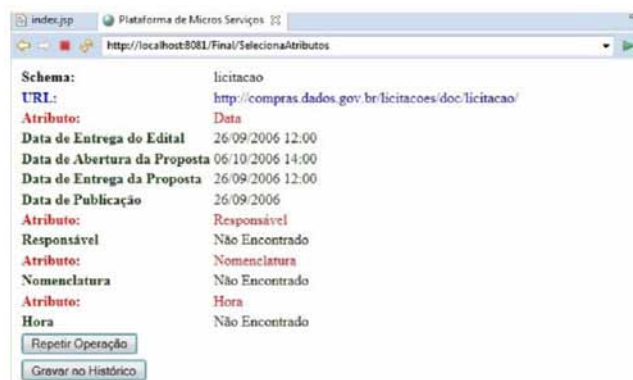 index.jsp Plataforma de Micros Serviços
http://localhost:8081/Final/SelecionaAtributos
Schema: licitacao
URL: http://compras.dados.gov.br/licitacoes/doc/licitacao/
Atributo: Data
Data de Entrega do Edital 26/09/2006 12:00
Data de Abertura da Proposta 06/10/2006 14:00
Data de Entrega da Proposta 26/09/2006 12:00
Data de Publicação 26/09/2006
Atributo: Responsável
Responsável Não Encontrado
Atributo: Nomenclatura
Nomenclatura Não Encontrado
Atributo: Hora
Hora Não Encontrado
Repetir Operação
Gravar no Histórico